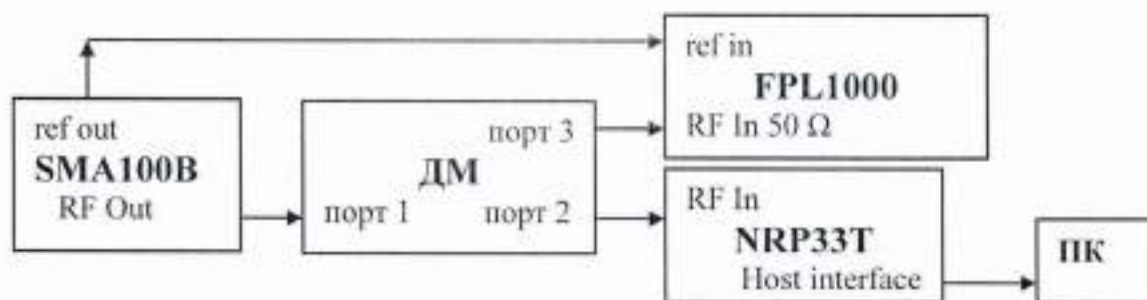 ref out
SMA100B
RF Out
порт 3
ДМ
порт 1 порт 2
ref in
FPL1000
RF In 50 Ω
RF In
NRP33T
Host interface
ПК